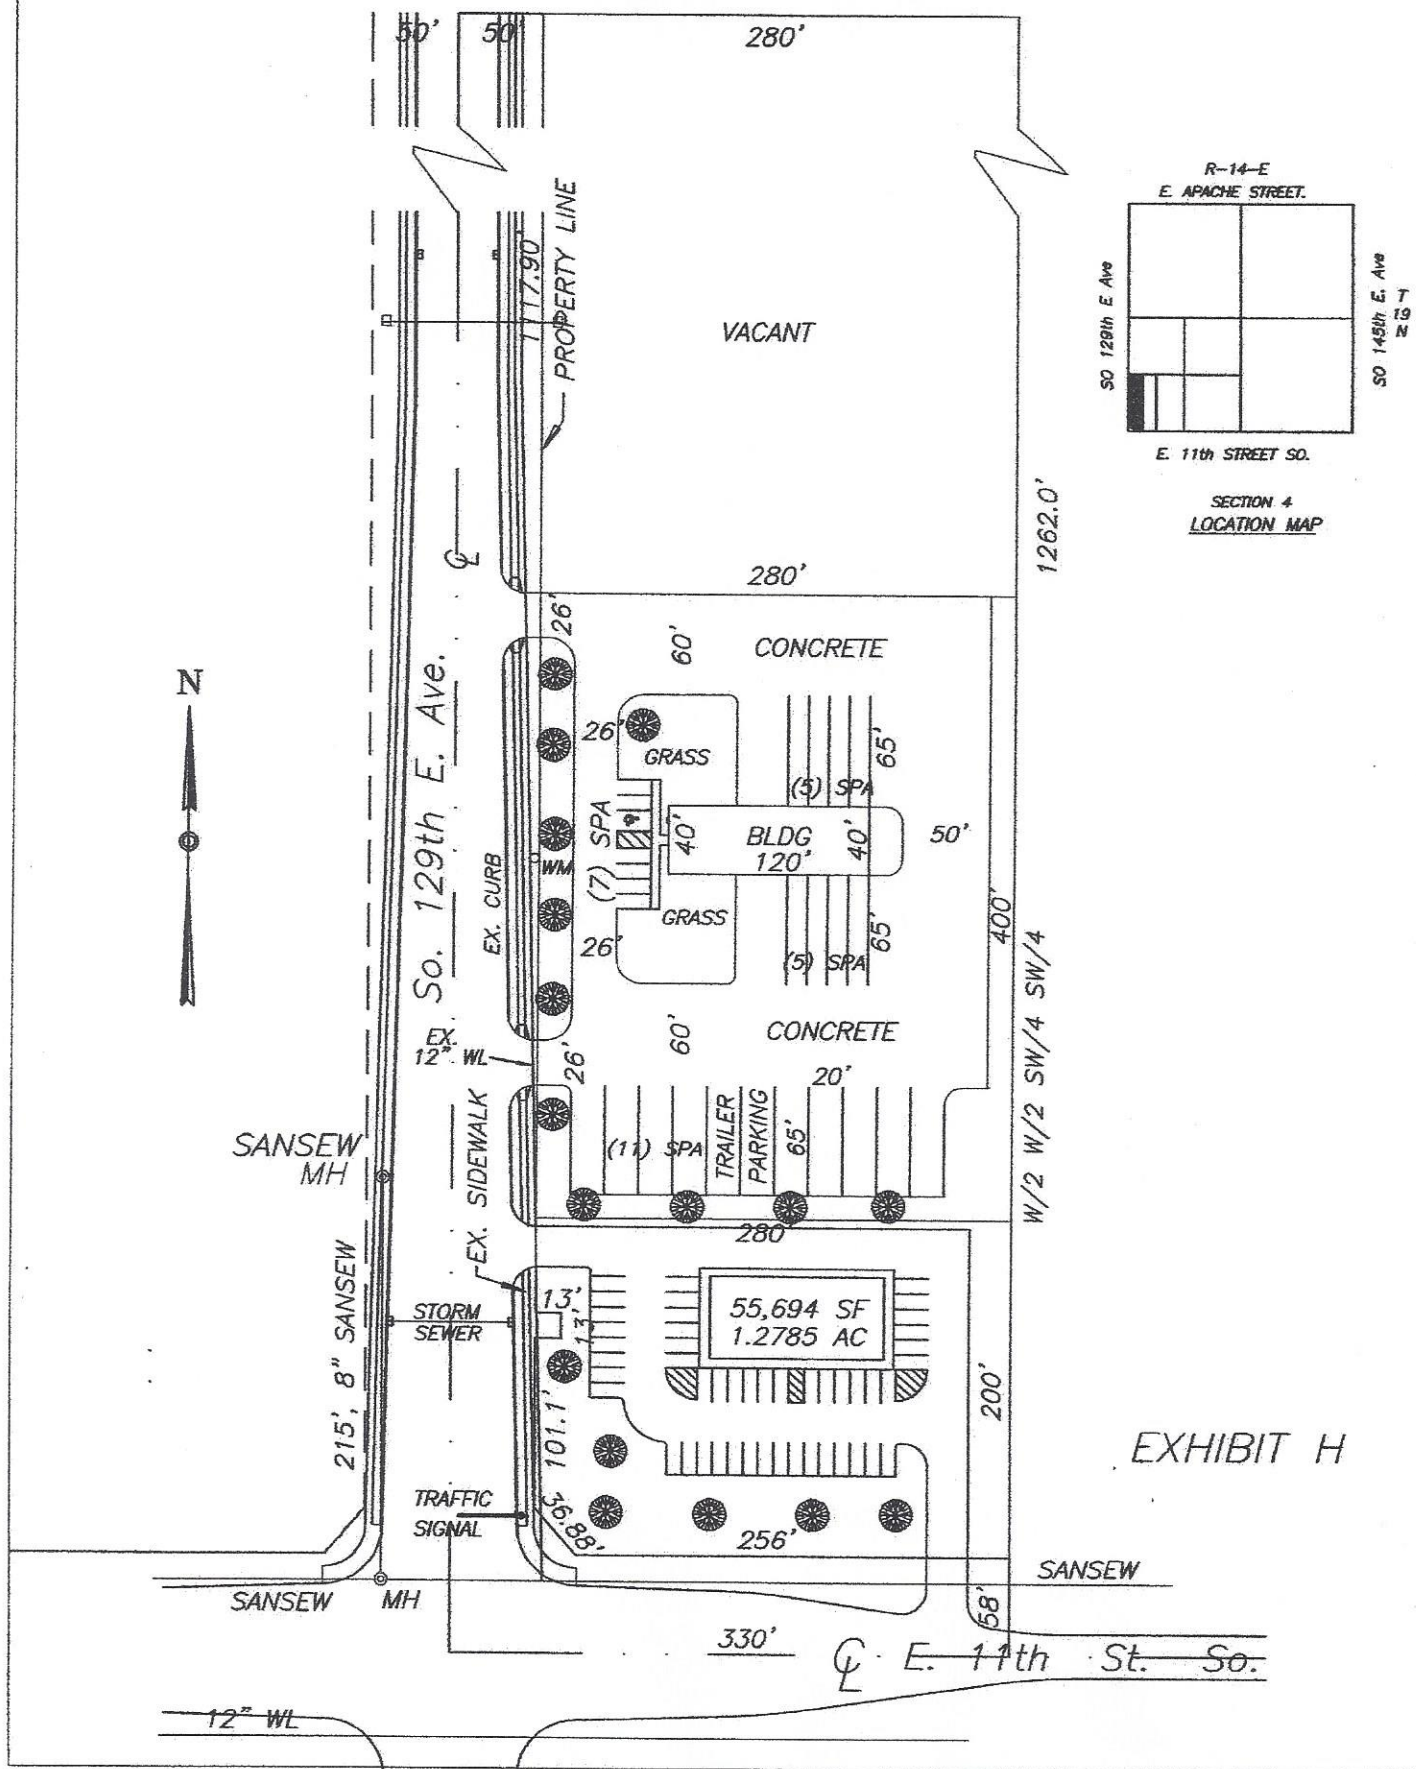 50'
50'
280'
R-14-E
E. APACHE STREET.
SO 129th E Ave
SO 145th E. Ave
T
19
N
E. 11th STREET SO.
SECTION 4
LOCATION MAP
1117.90
PROPERTY LINE
VACANT
1262.0'
CL
280'
26'
60'
CONCRETE
N
So. 129th E. Ave.
26'
GRASS
65'
(5) SPA
(7) SPA
40'
BLDG
120'
40'
50'
WM
EX. CURB
GRASS
26'
65'
(5) SPA
400'
W/2 W/2 SW/4 SW/4
EX.
12" WL
26'
60'
CONCRETE
20'
SANSEW
MH
EX. SIDEWALK
(11) SPA
TRAILER
PARKING
65'
280'
215', 8" SANSEW
STORM
SEWER
13'
13'
55,694 SF
1.2785 AC
200'
101.1'
EXHIBIT H
TRAFFIC
SIGNAL
36.88'
256'
SANSEW
MH
SANSEW
58'
330'
CL E. 11th St. So.
12" WL